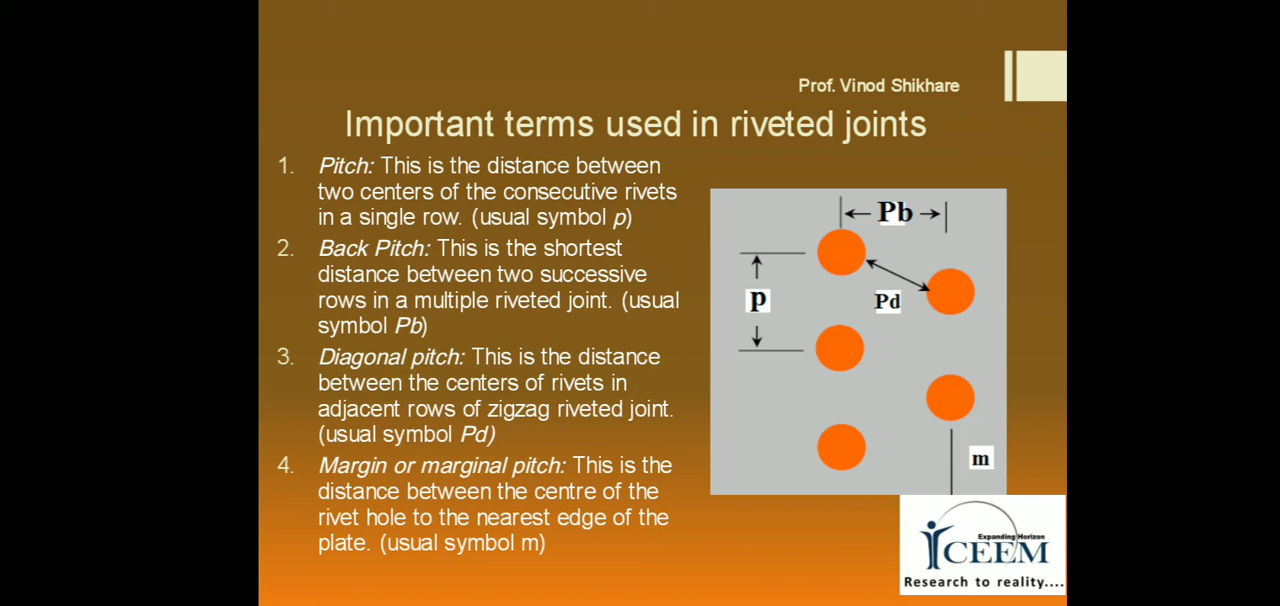 Prof. Vinod Shikhare
Important terms used in riveted joints
1. Pitch: This is the distance between
two centers of the consecutive rivets
in a single row. (usual symbol p)
2. Back Pitch: This is the shortest
distance between two successive
rows in a multiple riveted joint. (usual
symbol Pb)
3. Diagonal pitch: This is the distance
between the centers of rivets in
adjacent rows of zigzag riveted joint.
(usual symbol Pd)
4. Margin or marginal pitch: This is the
distance between the centre of the
rivet hole to the nearest edge of the
plate. (usual symbol m)
Pb
Pd
p
m
Expanding Horizon
ICEEM
Research to reality....